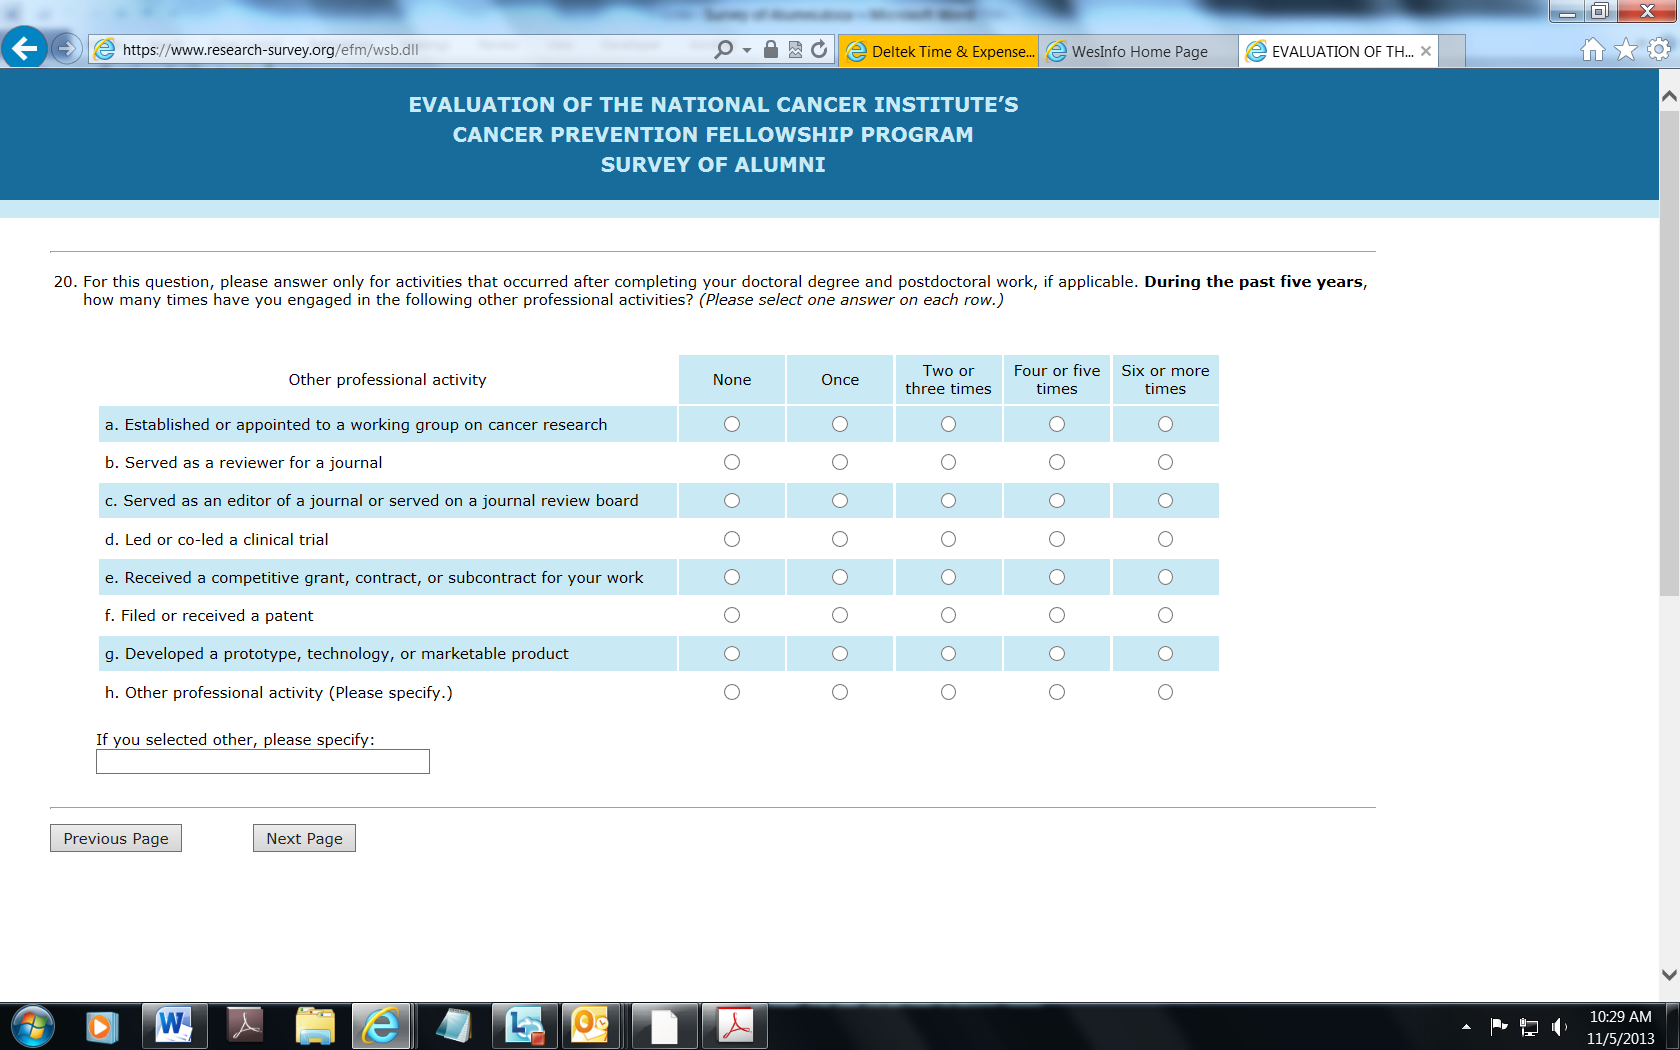 Survey of Alumni.docx - Microsoft Word
https://www.research-survey.org/efm/wsb.dll
Deltek Time & Expense...
WesInfo Home Page
EVALUATION OF TH...
EVALUATION OF THE NATIONAL CANCER INSTITUTE’S
CANCER PREVENTION FELLOWSHIP PROGRAM
SURVEY OF ALUMNI
20. For this question, please answer only for activities that occurred after completing your doctoral degree and postdoctoral work, if applicable. During the past five years,
how many times have you engaged in the following other professional activities? (Please select one answer on each row.)
Other professional activity
None
Once
Two or
three times
Four or five
times
Six or more
times
a. Established or appointed to a working group on cancer research
b. Served as a reviewer for a journal
c. Served as an editor of a journal or served on a journal review board
d. Led or co-led a clinical trial
e. Received a competitive grant, contract, or subcontract for your work
f. Filed or received a patent
g. Developed a prototype, technology, or marketable product
h. Other professional activity (Please specify.)
If you selected other, please specify:
Previous Page
Next Page
10:29 AM
11/5/2013